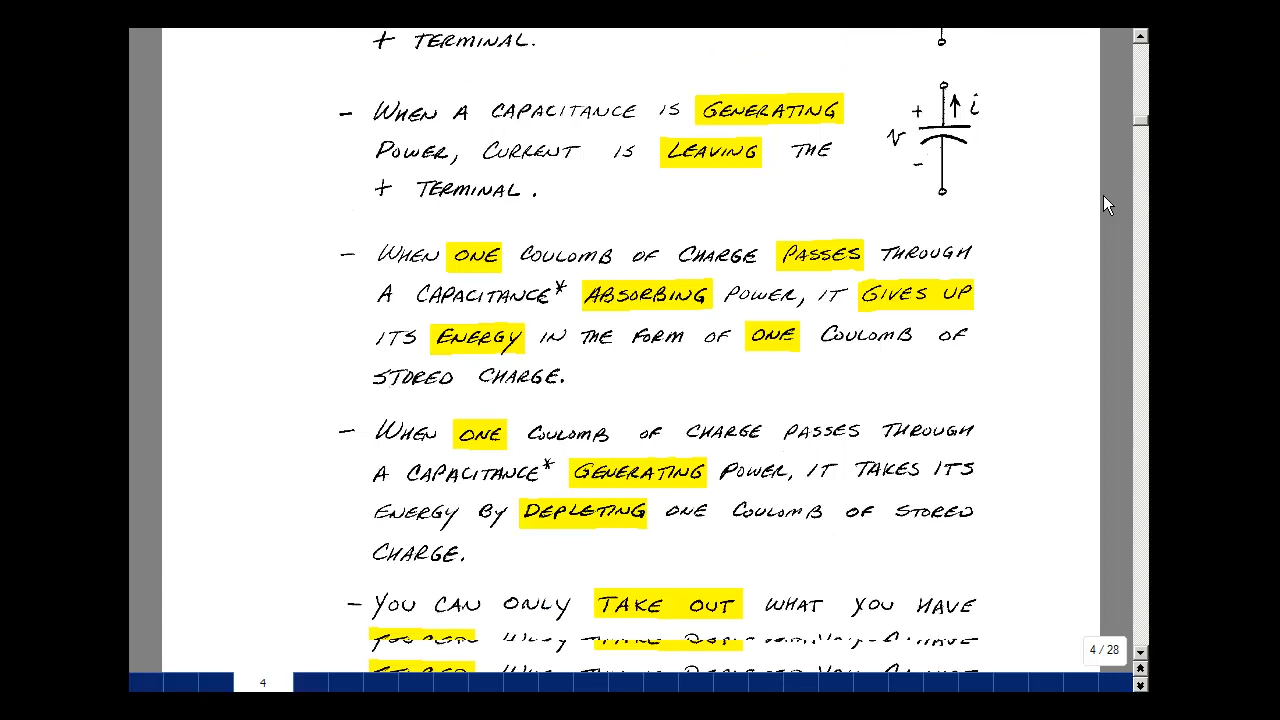 + TERMINAL.
- WHEN A CAPACITANCE IS GENERATING
POWER, CURRENT IS LEAVING THE
+ TERMINAL.
+
i
v
-
- WHEN ONE COULOMB OF CHARGE PASSES THROUGH
A CAPACITANCE* ABSORBING POWER, IT GIVES UP
ITS ENERGY IN THE FORM OF ONE COULOMB OF
STORED CHARGE.
- WHEN ONE COULOMB OF CHARGE PASSES THROUGH
A CAPACITANCE* GENERATING POWER, IT TAKES ITS
ENERGY BY DEPLETING ONE COULOMB OF STORED
CHARGE.
- YOU CAN ONLY TAKE OUT WHAT YOU HAVE
4 / 28
4